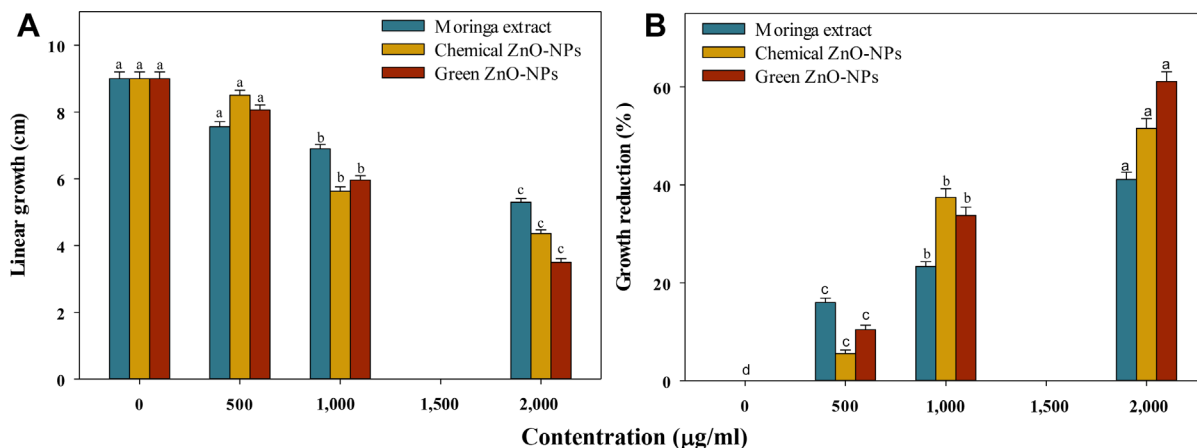 A
Moringa extract
Chemical ZnO-NPs
Green ZnO-NPs
Linear growth (cm)
10
8
6
4
2
0
a a a
a a a
b b b
c c c
0 500 1,000 1,500 2,000
B
Moringa extract
Chemical ZnO-NPs
Green ZnO-NPs
Growth reduction (%)
60
40
20
0
d
c c c
b b b
a a a
0 500 1,000 1,500 2,000
Contentration (μg/ml)